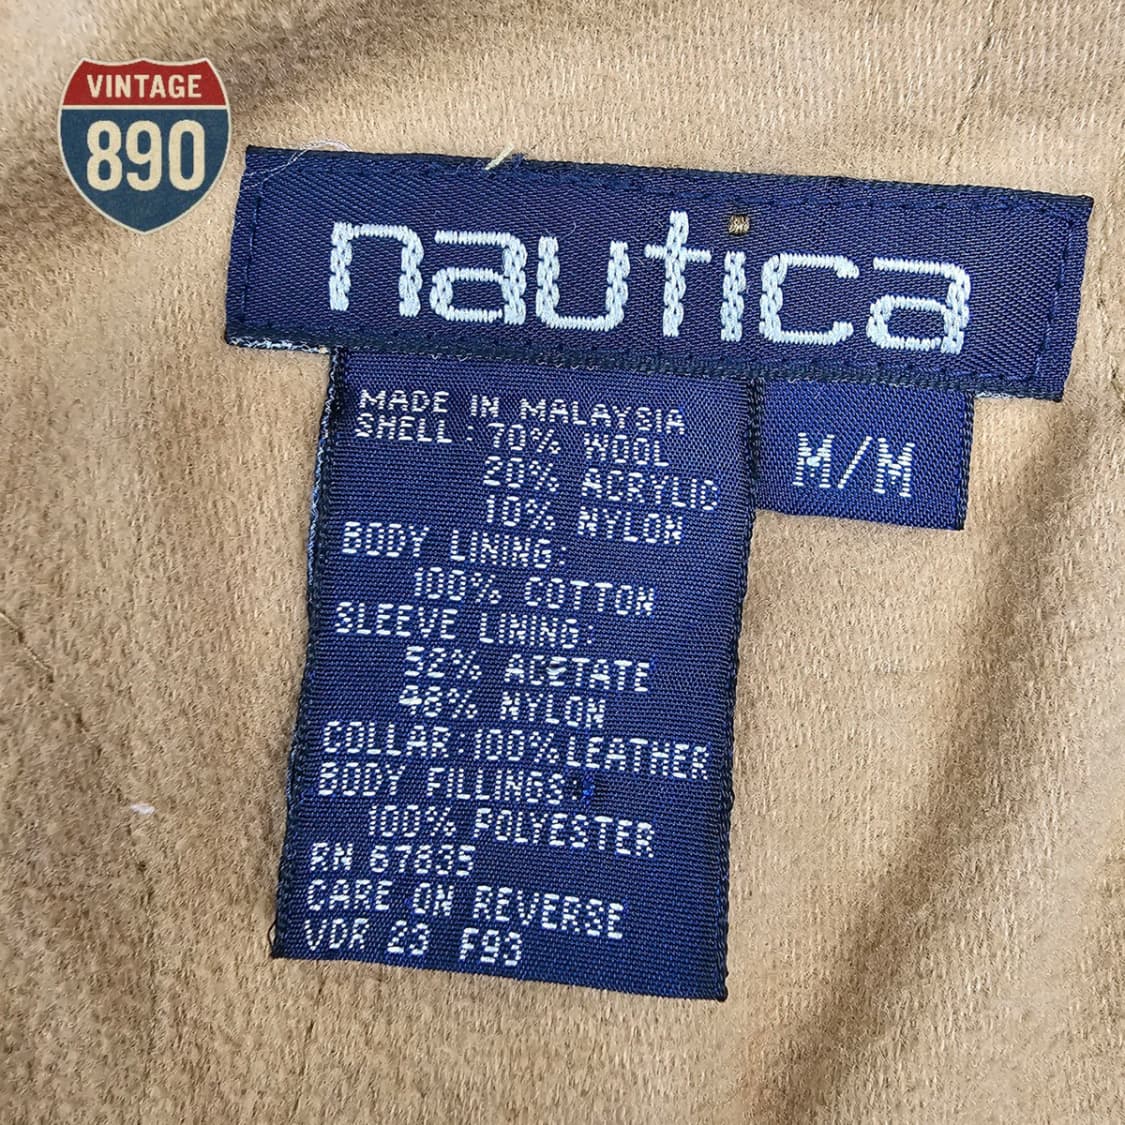 VINTAGE
890
nautica
M/M
MADE IN MALAYSIA
SHELL: 70% WOOL
20% ACRYLIC
10% NYLON
BODY LINING:
100% COTTON
SLEEVE LINING:
52% ACETATE
48% NYLON
COLLAR:100%LEATHER
BODY FILLINGS:
100% POLYESTER
RN 67835
CARE ON REVERSE
VDR 23 F93